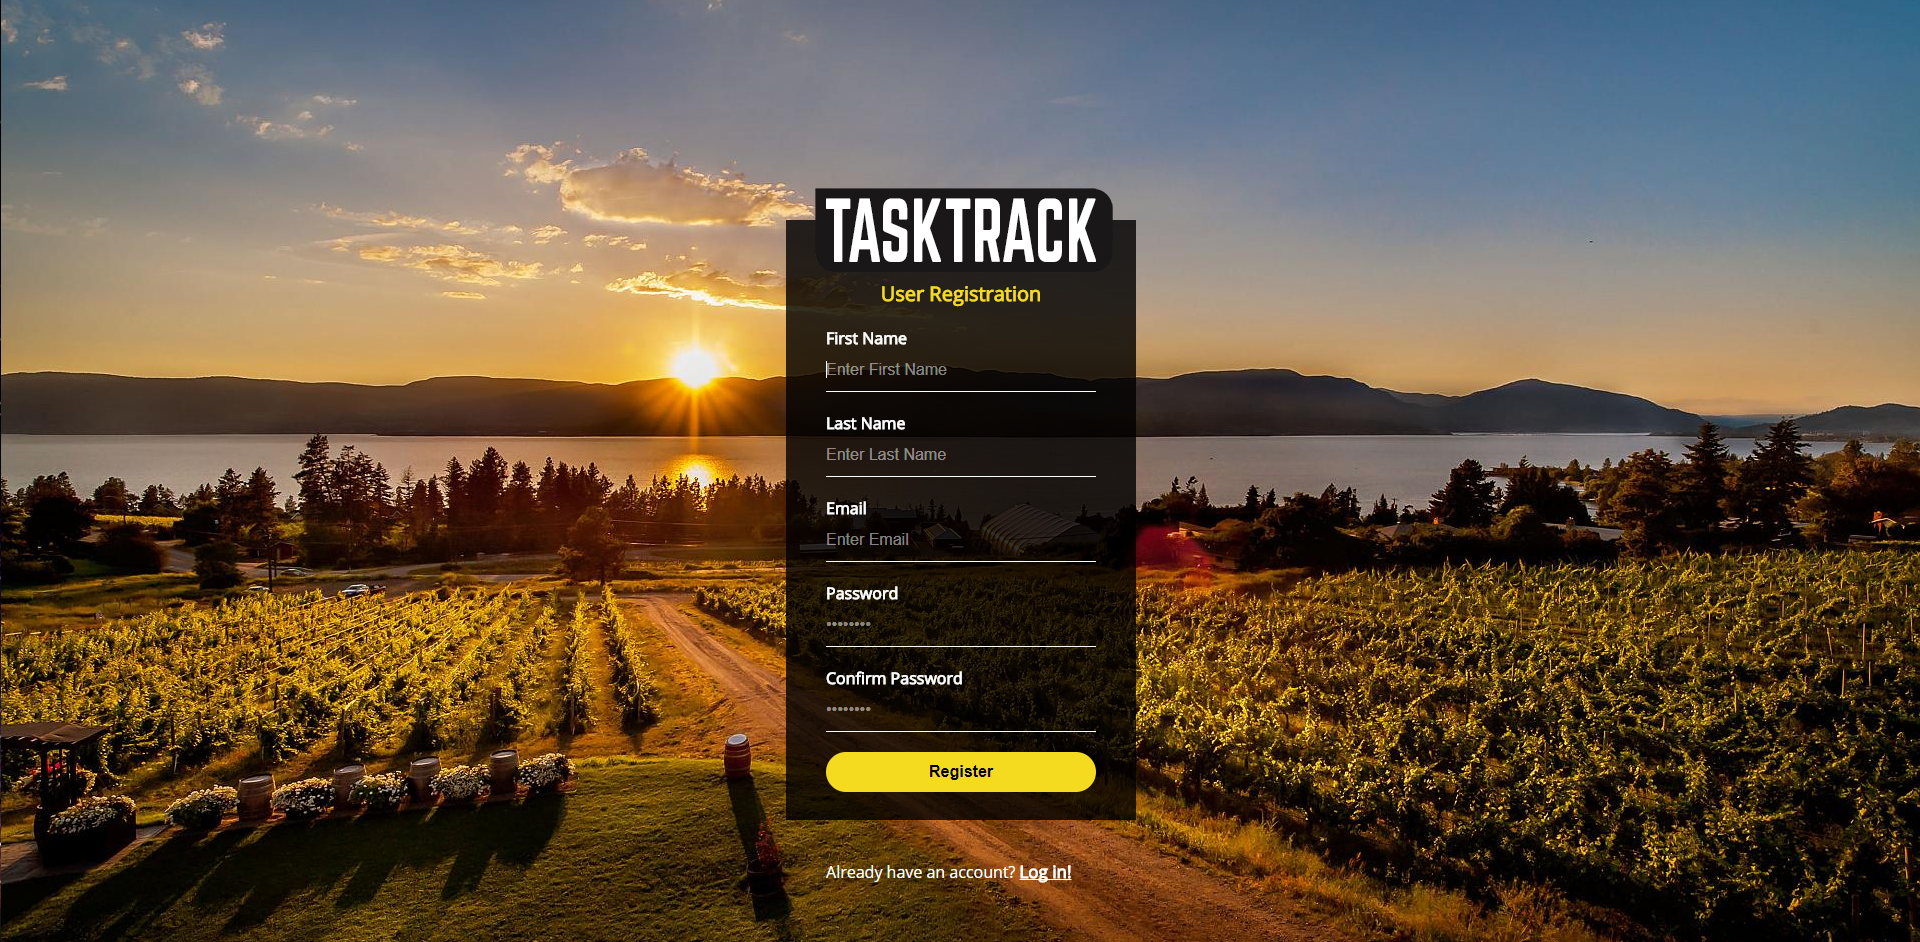 TASKTRACK
User Registration
First Name
Enter First Name
Last Name
Enter Last Name
Email
Enter Email
Password
••••••••
Confirm Password
••••••••
Register
Already have an account? Log in!